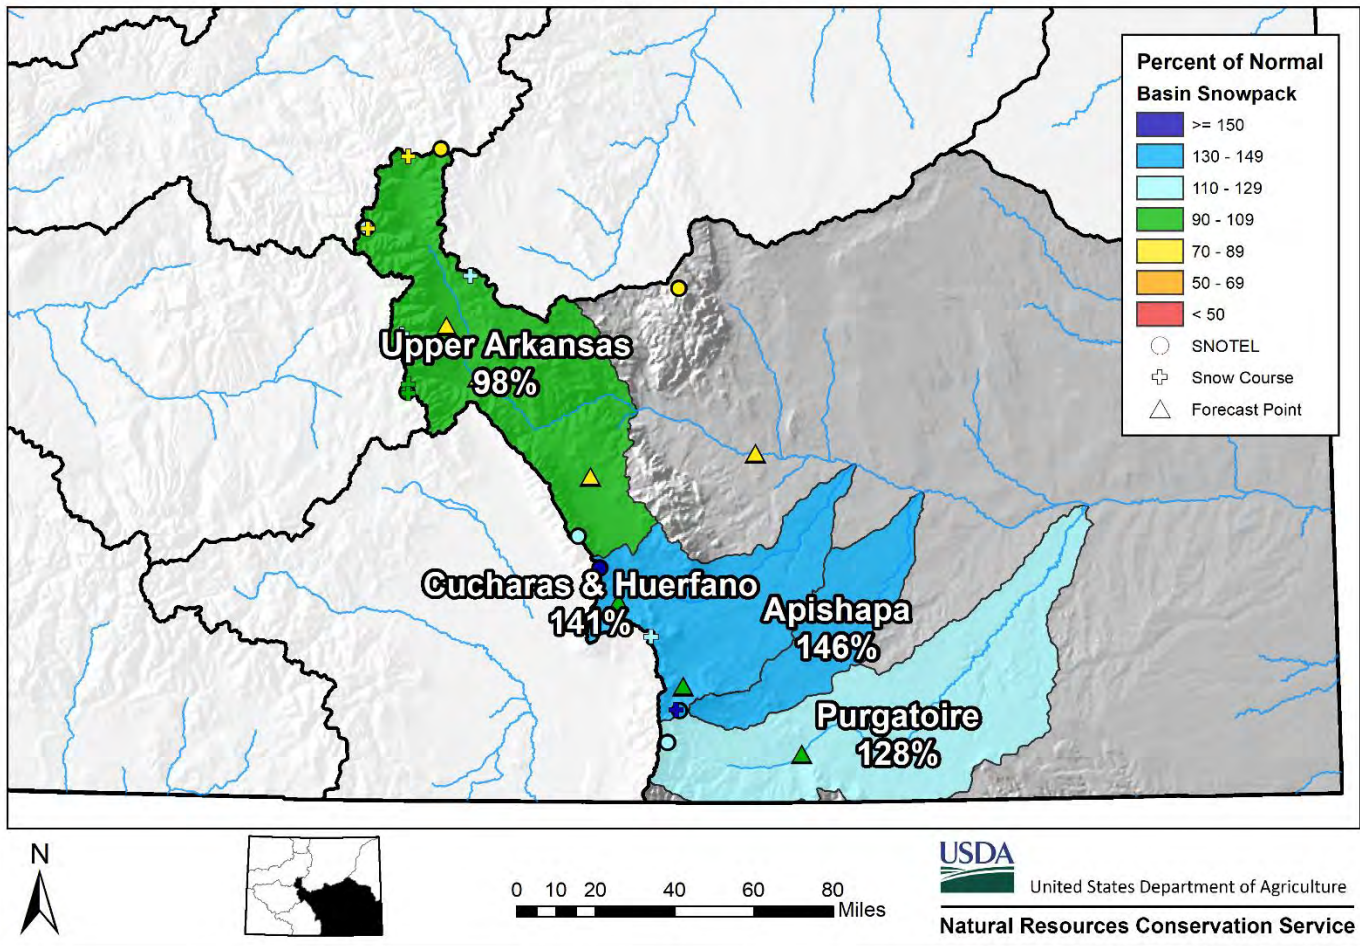 Percent of Normal
Basin Snowpack
>= 150
130 - 149
110 - 129
90 - 109
70 - 89
50 - 69
< 50
SNOTEL
Snow Course
Forecast Point
Upper Arkansas
98%
Cucharas & Huerfano
141%
Apishapa
146%
Purgatoire
128%
N
0 10 20 40 60 80
Miles
USDA
United States Department of Agriculture
Natural Resources Conservation Service